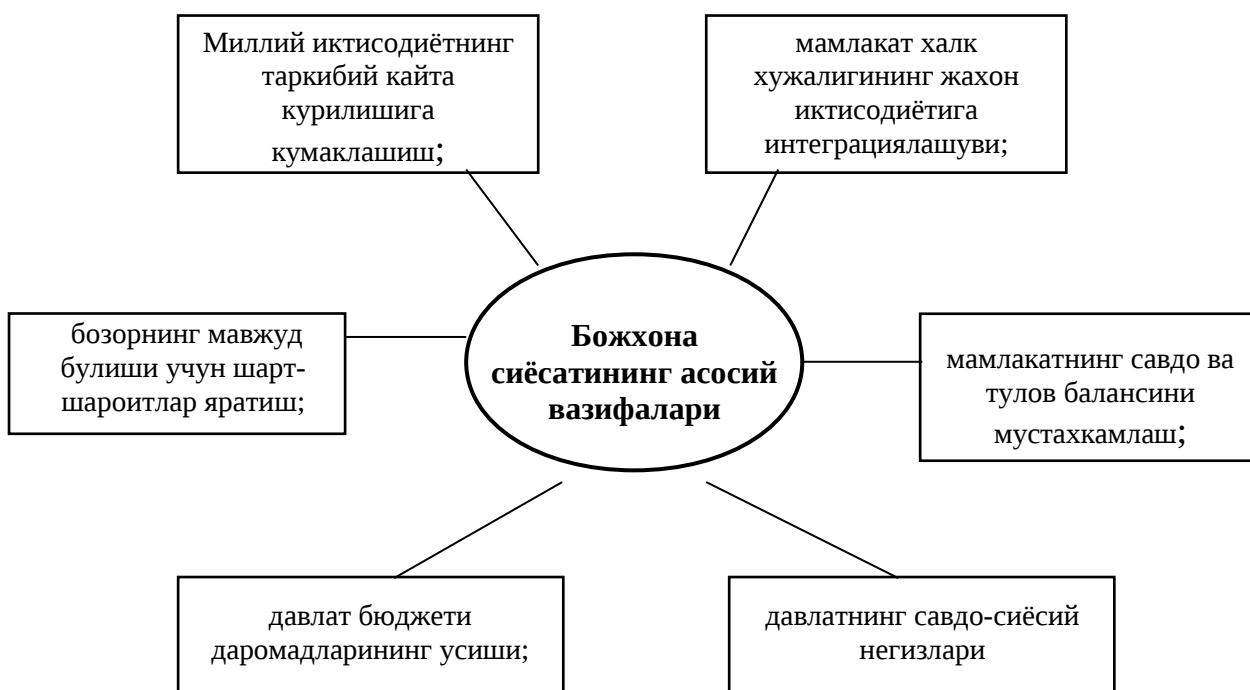 Миллий иктисодиётнинг
таркибий кайта
курилишига
кумаклашиш;
мамлакат халк
хужалигининг жахон
иктисодиётига
интеграциялашуви;
бозорнинг мавжуд
булиши учун шарт-
шароитлар яратиш;
Божхона
сиёсатининг асосий
вазифалари
мамлакатнинг савдо ва
тулов балансини
мустахкамлаш;
давлат бюджети
даромадларининг усиши;
давлатнинг савдо-сиёсий
негизлари